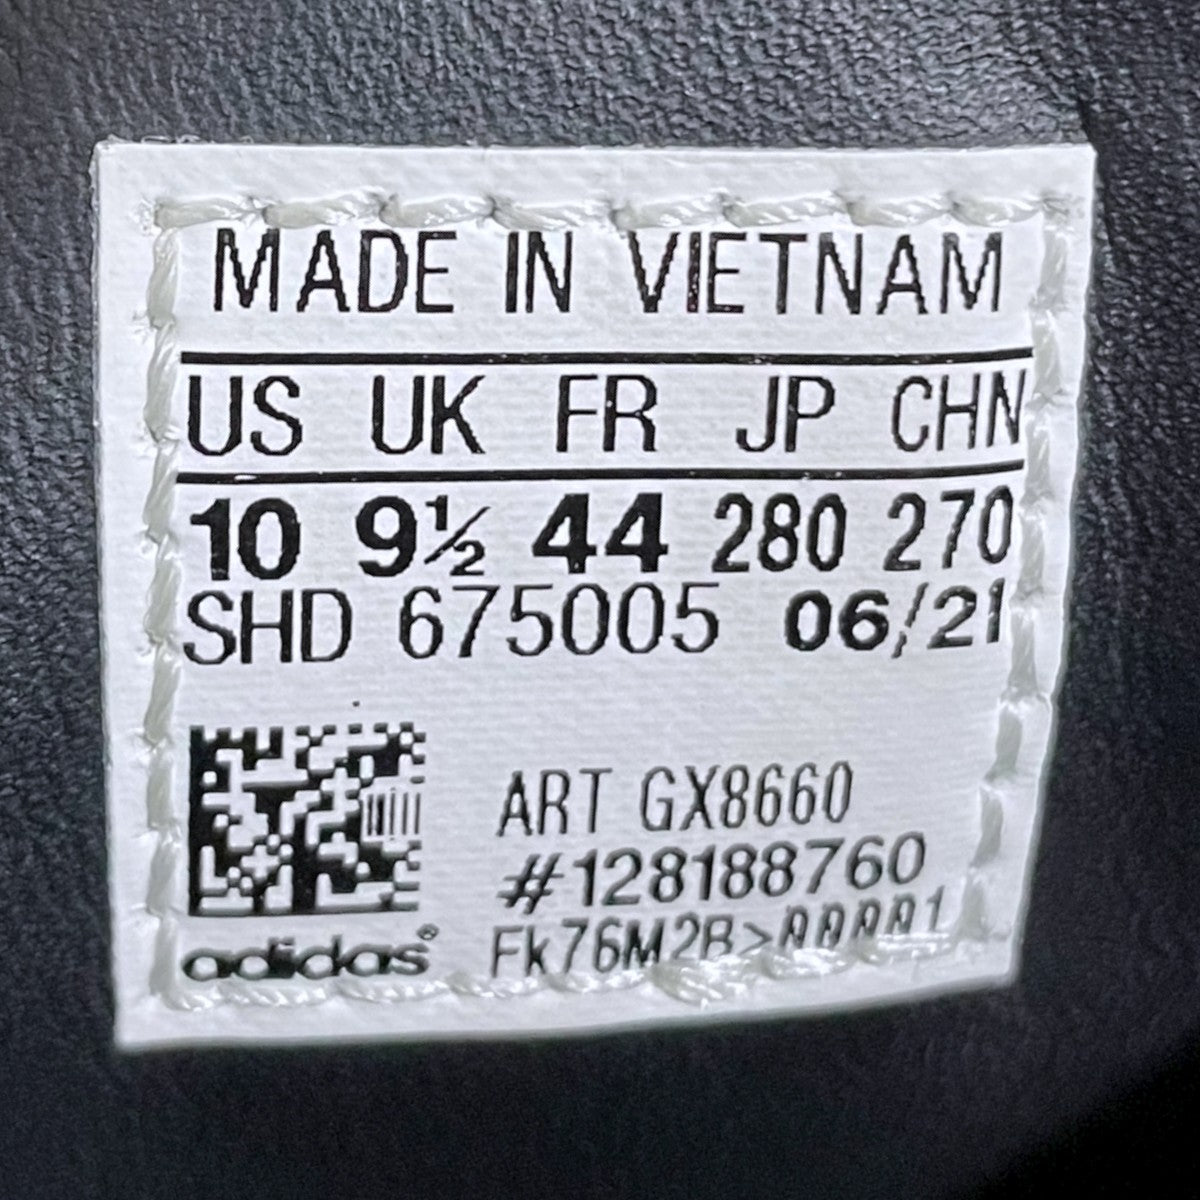 MADE IN VIETNAM
US UK FR JP CHN
10 9½ 44 280 270
SHD 675005 06/21
ART GX8660
#128188760
adidas®